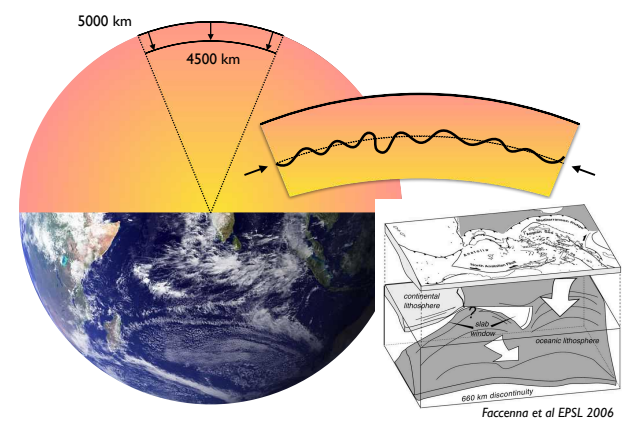 5000 km
4500 km
continental
lithosphere
?
slab
window
oceanic lithosphere
660 km discontinuity
Faccenna et al EPSL 2006